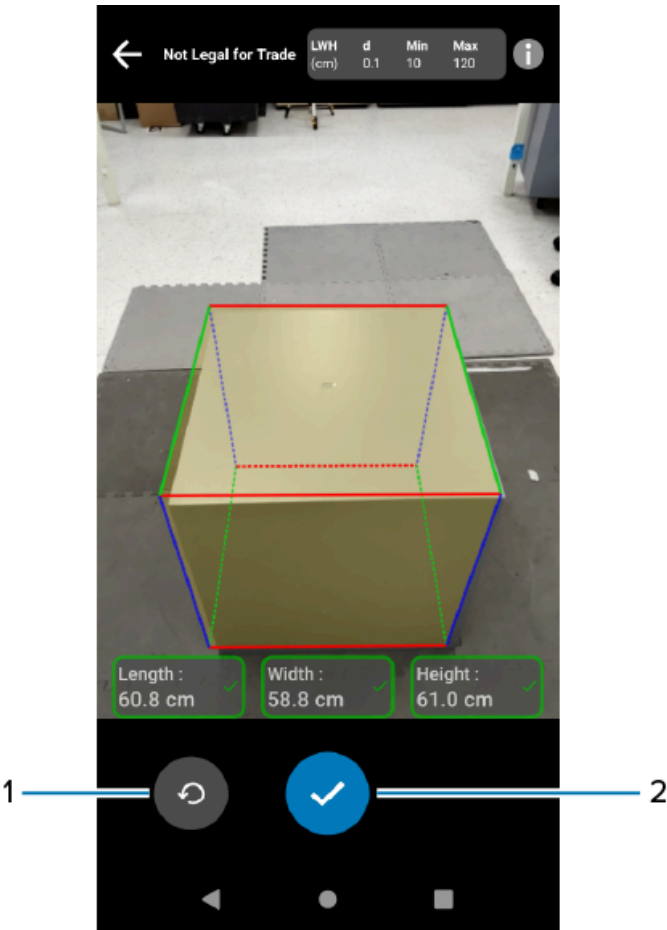 Not Legal for Trade
LWH d Min Max
(cm) 0.1 10 120
Length :
60.8 cm
Width :
58.8 cm
Height :
61.0 cm
1
2